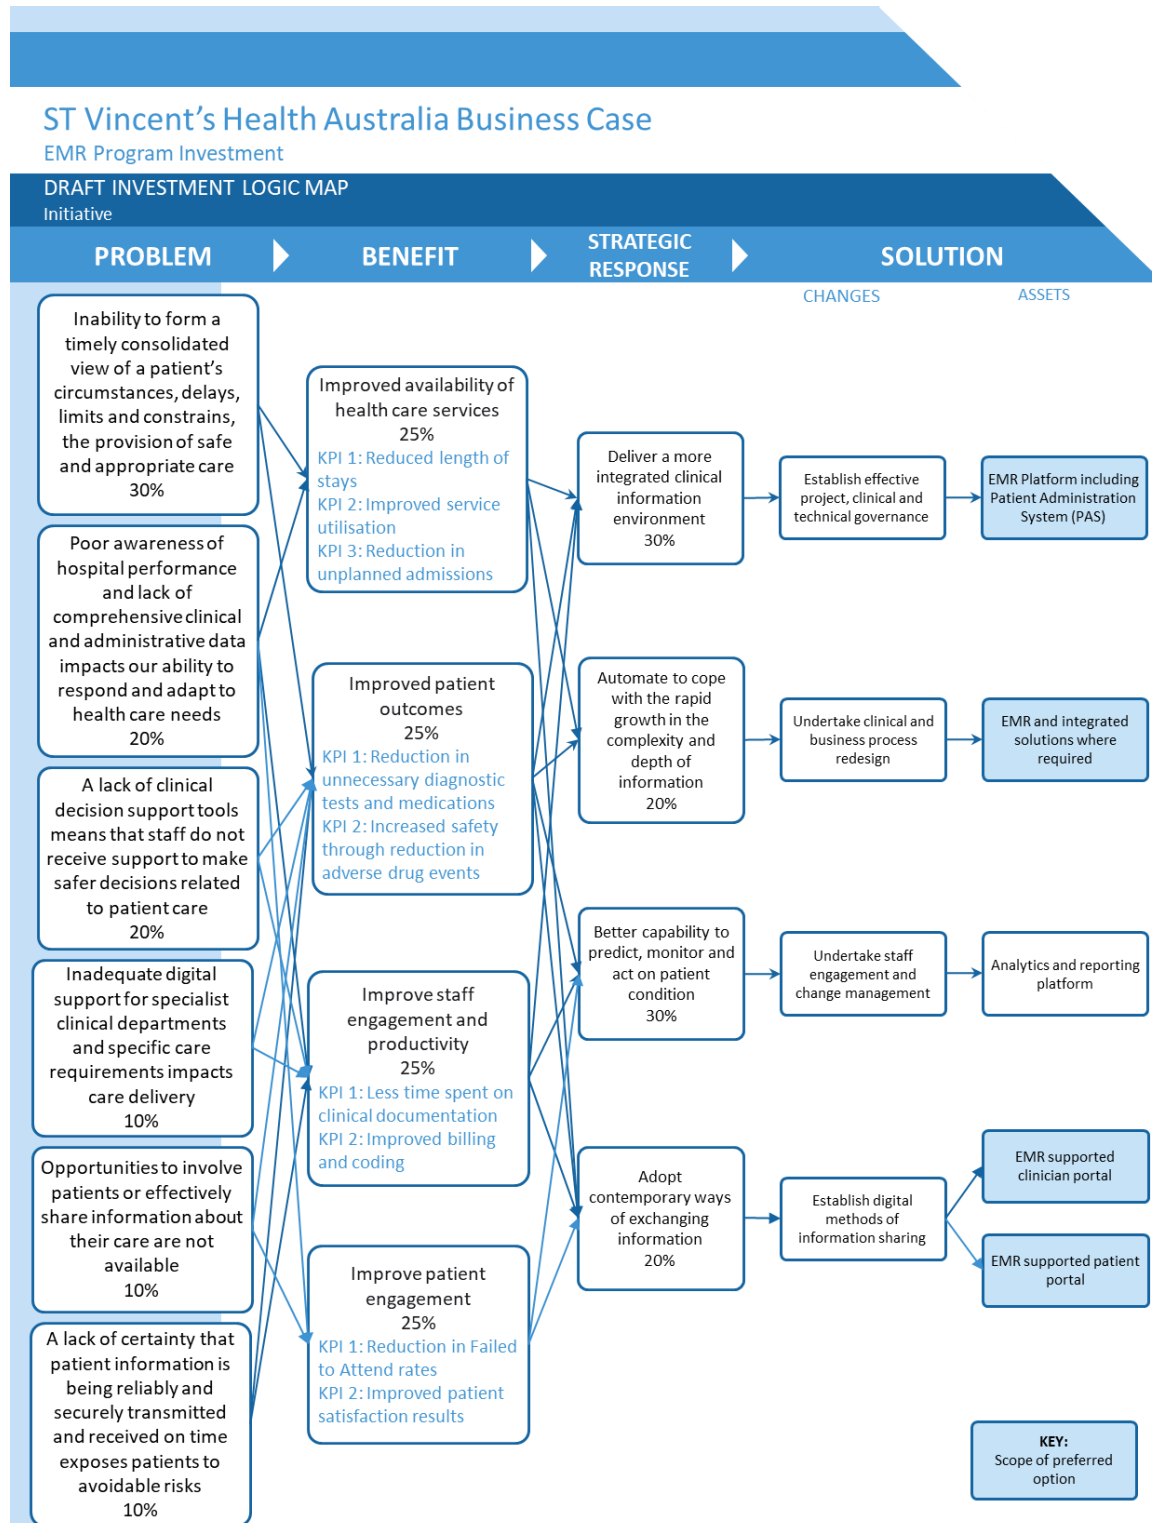 ST Vincent's Health Australia Business Case
EMR Program Investment
DRAFT INVESTMENT LOGIC MAP
Initiative
PROBLEM
BENEFIT
STRATEGIC
RESPONSE
SOLUTION
CHANGES
ASSETS
Inability to form a
timely consolidated
view of a patient's
circumstances, delays,
limits and constrains,
the provision of safe
and appropriate care
30%
Poor awareness of
hospital performance
and lack of
comprehensive clinical
and administrative data
impacts our ability to
respond and adapt to
health care needs
20%
A lack of clinical
decision support tools
means that staff do not
receive support to make
safer decisions related
to patient care
20%
Inadequate digital
support for specialist
clinical departments
and specific care
requirements impacts
care delivery
10%
Opportunities to involve
patients or effectively
share information about
their care are not
available
10%
A lack of certainty that
patient information is
being reliably and
securely transmitted
and received on time
exposes patients to
avoidable risks
10%
Improved availability of
health care services
25%
KPI 1: Reduced length of
stays
KPI 2: Improved service
utilisation
KPI 3: Reduction in
unplanned admissions
Improved patient
outcomes
25%
KPI 1: Reduction in
unnecessary diagnostic
tests and medications
KPI 2: Increased safety
through reduction in
adverse drug events
Improve staff
engagement and
productivity
25%
KPI 1: Less time spent on
clinical documentation
KPI 2: Improved billing
and coding
Improve patient
engagement
25%
KPI 1: Reduction in Failed
to Attend rates
KPI 2: Improved patient
satisfaction results
Deliver a more
integrated clinical
information
environment
30%
Automate to cope
with the rapid
growth in the
complexity and
depth of
information
20%
Better capability to
predict, monitor and
act on patient
condition
30%
Adopt
contemporary ways
of exchanging
information
20%
Establish effective
project, clinical and
technical governance
Undertake clinical and
business process
redesign
Undertake staff
engagement and
change management
Establish digital
methods of
information sharing
EMR Platform including
Patient Administration
System (PAS)
EMR and integrated
solutions where
required
Analytics and reporting
platform
EMR supported
clinician portal
EMR supported patient
portal
KEY:
Scope of preferred
option